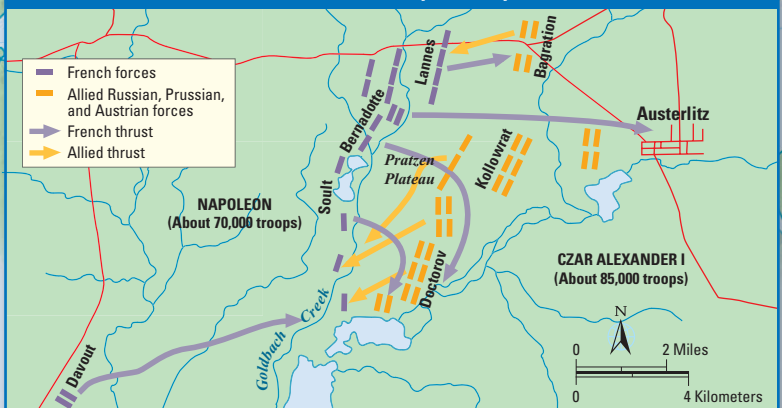 French forces
Allied Russian, Prussian,
and Austrian forces
French thrust
Allied thrust
Lannes
Bagration
Bernadotte
Austerlitz
Pratzen
Plateau
Kollowrat
Soult
NAPOLEON
(About 70,000 troops)
CZAR ALEXANDER I
(About 85,000 troops)
Doctorov
Goldbach Creek
Davout
N
0 2 Miles
0 4 Kilometers